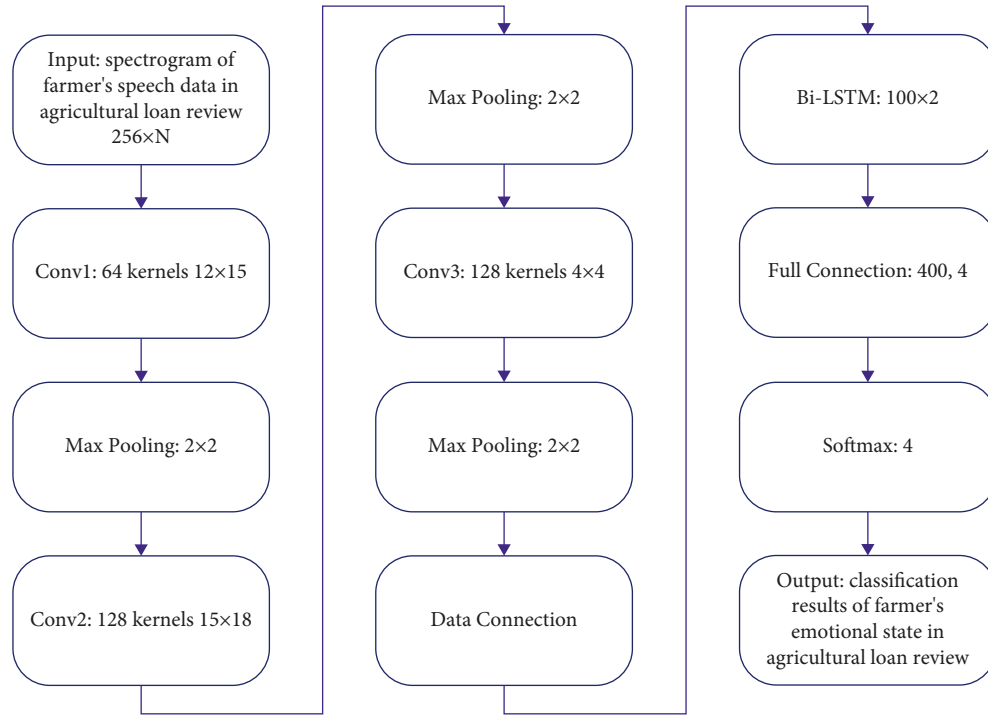 Input: spectrogram of
farmer's speech data in
agricultural loan review
256×N
Conv1: 64 kernels 12×15
Max Pooling: 2×2
Conv2: 128 kernels 15×18
Max Pooling: 2×2
Conv3: 128 kernels 4×4
Max Pooling: 2×2
Data Connection
Bi-LSTM: 100×2
Full Connection: 400, 4
Softmax: 4
Output: classification
results of farmer's
emotional state in
agricultural loan review